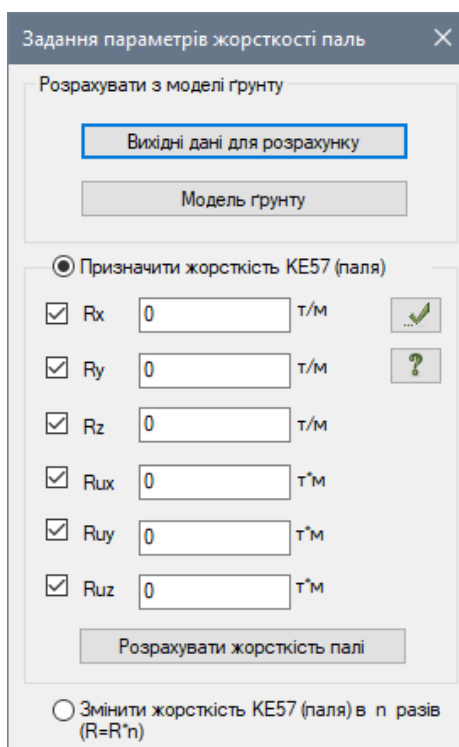 Задання параметрів жорсткості паль
Розрахувати з моделі ґрунту
Вихідні дані для розрахунку
Модель ґрунту
Призначити жорсткість КЕ57 (паля)
Rx 0 т/м
Ry 0 т/м
Rz 0 т/м
Rux 0 т*м
Ruy 0 т*м
Ruz 0 т*м
Розрахувати жорсткість палі
Змінити жорсткість КЕ57 (паля) в n разів
(R=R*n)